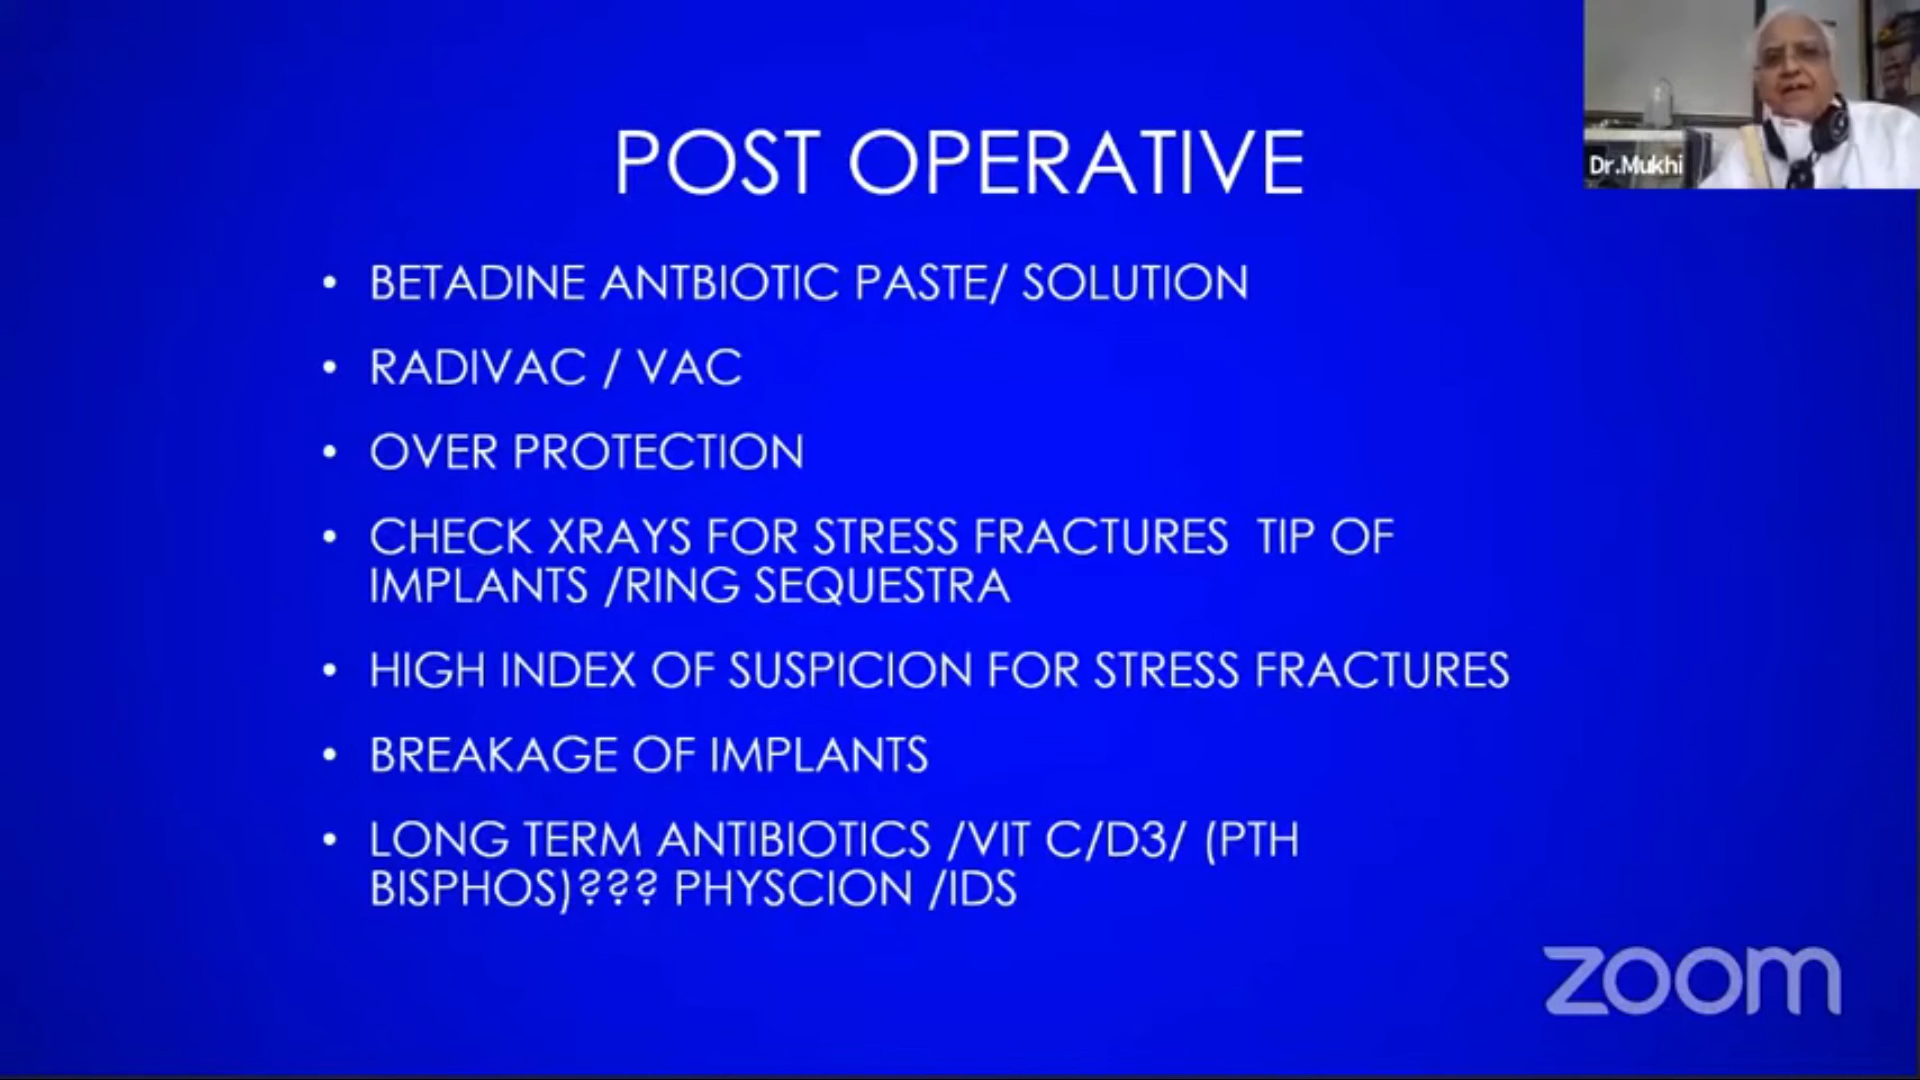 POST OPERATIVE
Dr.Mukhi
• BETADINE ANTBIOTIC PASTE/ SOLUTION
• RADIVAC / VAC
• OVER PROTECTION
• CHECK XRAYS FOR STRESS FRACTURES TIP OF
IMPLANTS /RING SEQUESTRA
• HIGH INDEX OF SUSPICION FOR STRESS FRACTURES
• BREAKAGE OF IMPLANTS
• LONG TERM ANTIBIOTICS /VIT C/D3/ (PTH
BISPHOS)??? PHYSCION /IDS
zoom